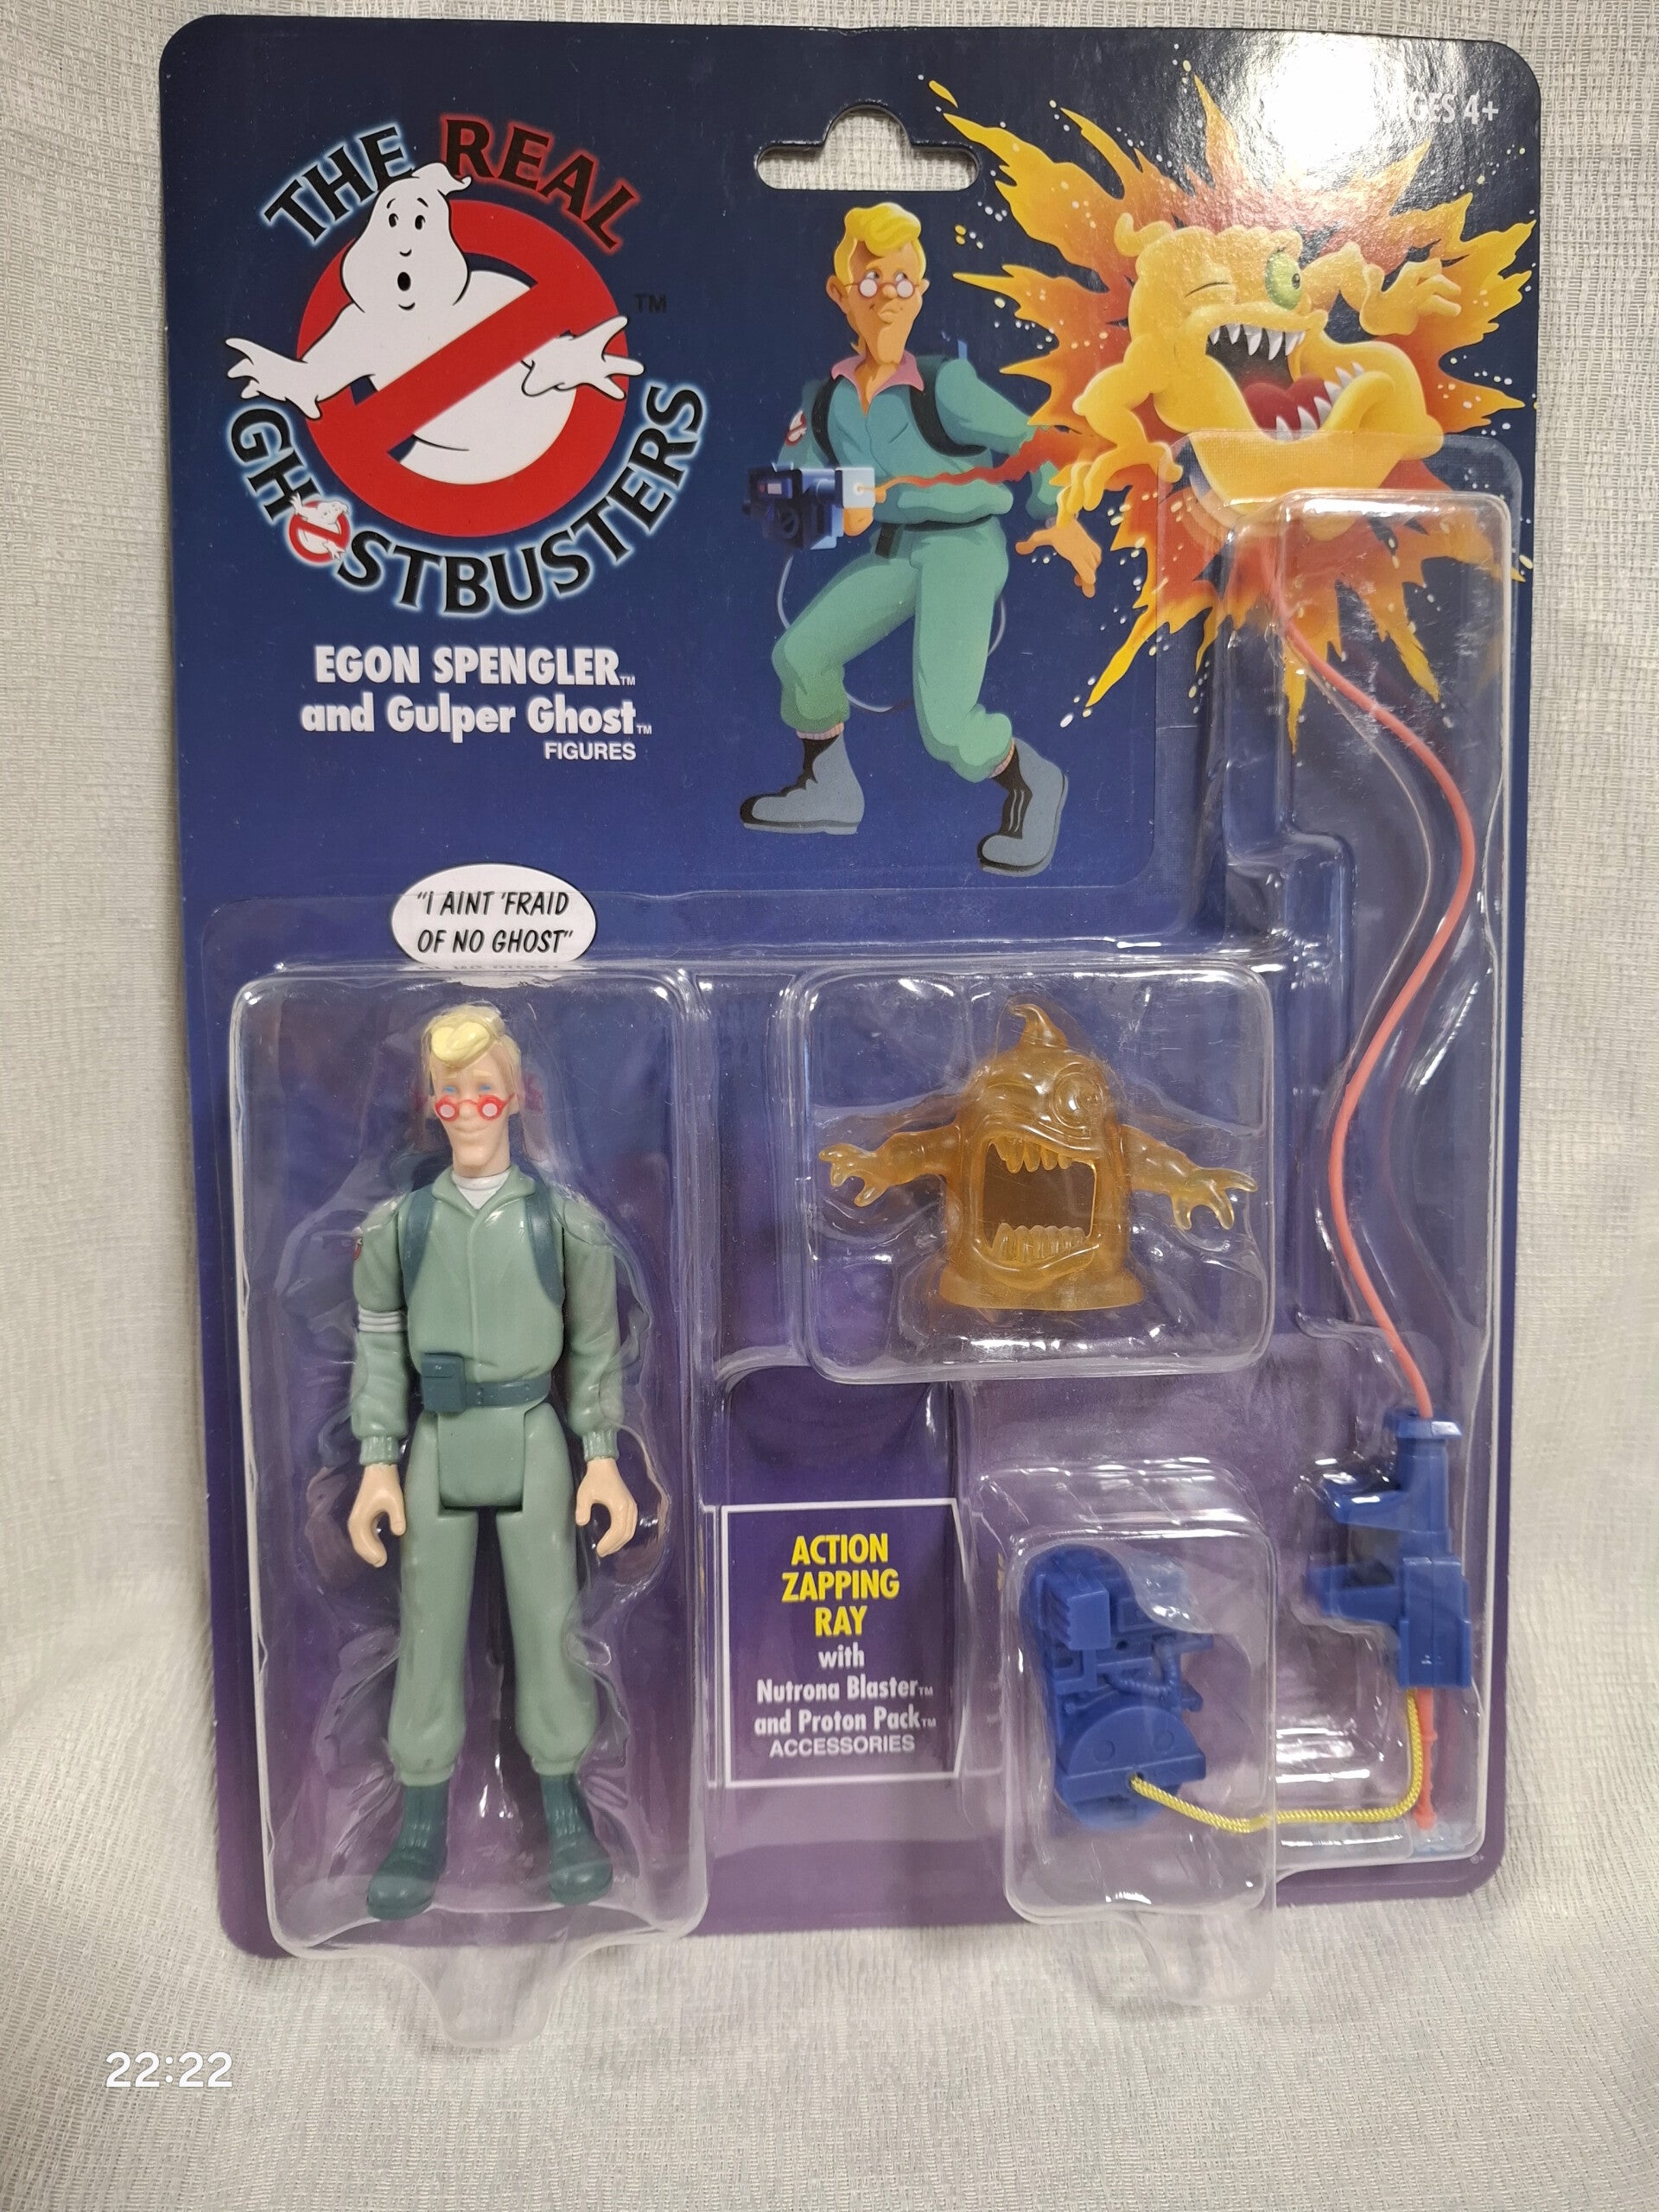 AGES 4+
THE REAL
GHOSTBUSTERS
TM
EGON SPENGLER™
and Gulper Ghost™
FIGURES
"I AINT 'FRAID
OF NO GHOST"
ACTION
ZAPPING
RAY
with
Nutrona Blaster™
and Proton Pack™
ACCESSORIES
22:22